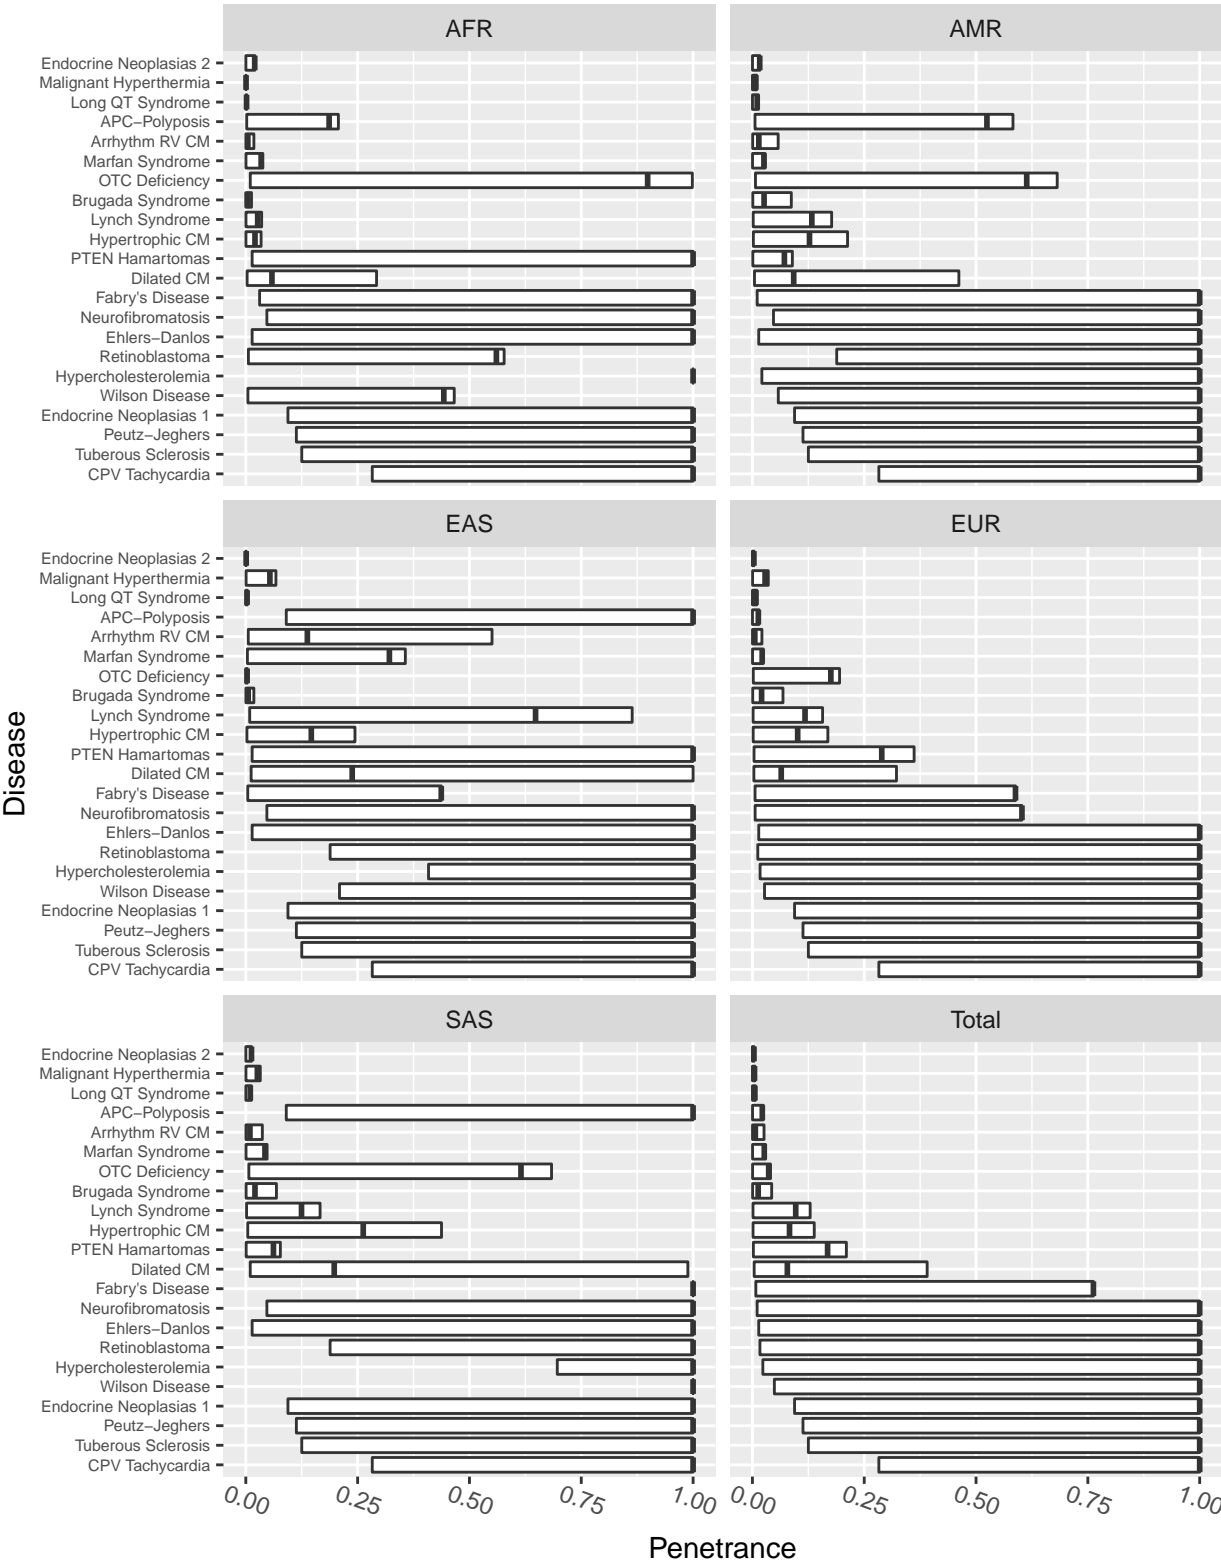 AFR
AMR
Endocrine Neoplasias 2
Malignant Hyperthermia
Long QT Syndrome
APC−Polyposis
Arrhythm RV CM
Marfan Syndrome
OTC Deficiency
Brugada Syndrome
Lynch Syndrome
Hypertrophic CM
PTEN Hamartomas
Dilated CM
Fabry's Disease
Neurofibromatosis
Ehlers−Danlos
Retinoblastoma
Hypercholesterolemia
Wilson Disease
Endocrine Neoplasias 1
Peutz−Jeghers
Tuberous Sclerosis
CPV Tachycardia
EAS
EUR
Endocrine Neoplasias 2
Malignant Hyperthermia
Long QT Syndrome
APC−Polyposis
Arrhythm RV CM
Marfan Syndrome
OTC Deficiency
Brugada Syndrome
Lynch Syndrome
Hypertrophic CM
PTEN Hamartomas
Dilated CM
Fabry's Disease
Neurofibromatosis
Ehlers−Danlos
Retinoblastoma
Hypercholesterolemia
Wilson Disease
Endocrine Neoplasias 1
Peutz−Jeghers
Tuberous Sclerosis
CPV Tachycardia
Disease
SAS
Total
Endocrine Neoplasias 2
Malignant Hyperthermia
Long QT Syndrome
APC−Polyposis
Arrhythm RV CM
Marfan Syndrome
OTC Deficiency
Brugada Syndrome
Lynch Syndrome
Hypertrophic CM
PTEN Hamartomas
Dilated CM
Fabry's Disease
Neurofibromatosis
Ehlers−Danlos
Retinoblastoma
Hypercholesterolemia
Wilson Disease
Endocrine Neoplasias 1
Peutz−Jeghers
Tuberous Sclerosis
CPV Tachycardia
0.00 0.25 0.50 0.75 1.00 0.00 0.25 0.50 0.75 1.00
Penetrance